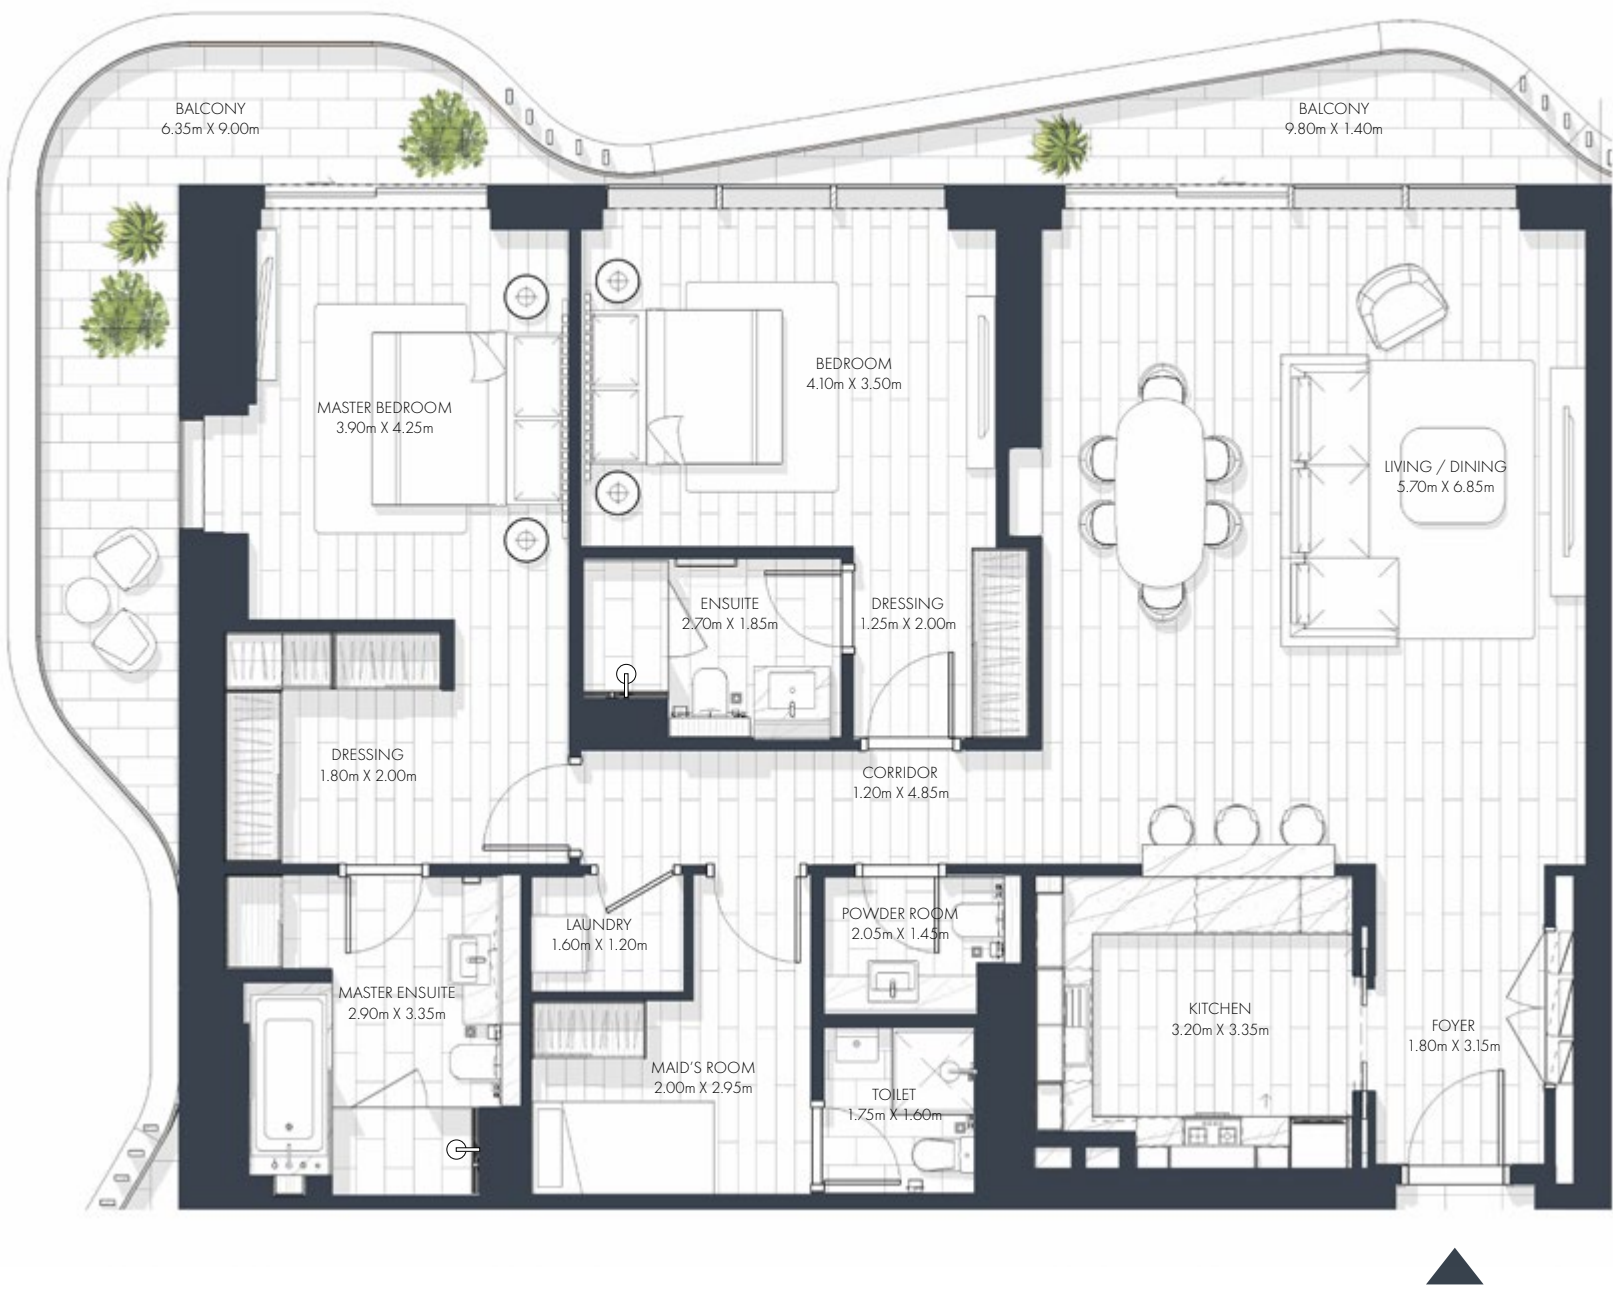 BALCONY
6.35m X 9.00m
BALCONY
9.80m X 1.40m
BEDROOM
4.10m X 3.50m
MASTER BEDROOM
3.90m X 4.25m
LIVING / DINING
5.70m X 6.85m
ENSUITE
2.70m X 1.85m
DRESSING
1.25m X 2.00m
DRESSING
1.80m X 2.00m
CORRIDOR
1.20m X 4.85m
LAUNDRY
1.60m X 1.20m
POWDER ROOM
2.05m X 1.45m
MASTER ENSUITE
2.90m X 3.35m
KITCHEN
3.20m X 3.35m
FOYER
1.80m X 3.15m
MAID'S ROOM
2.00m X 2.95m
TOILET
1.75m X 1.60m